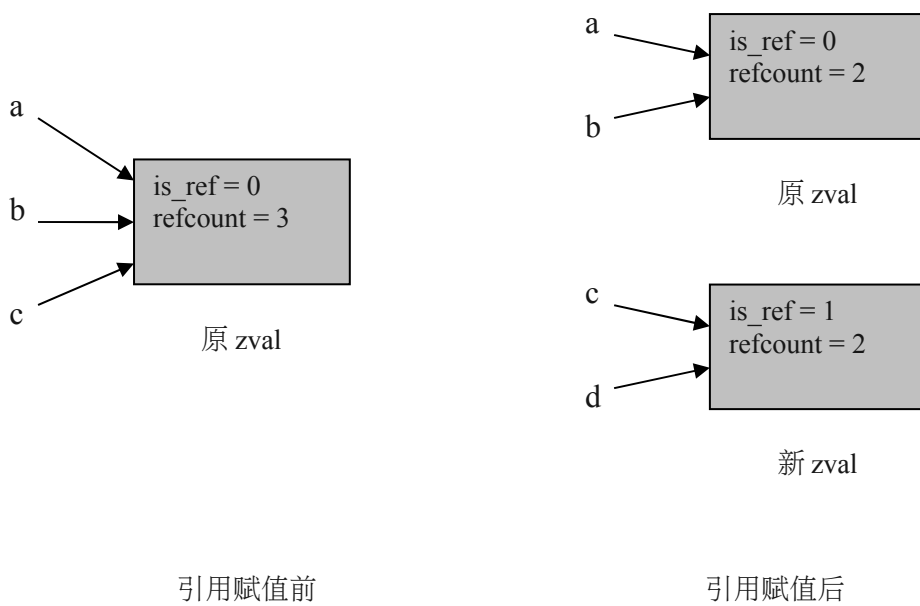 a
b
c
is_ref = 0
refcount = 3
原 zval
引用赋值前
a
b
is_ref = 0
refcount = 2
原 zval
c
d
is_ref = 1
refcount = 2
新 zval
引用赋值后